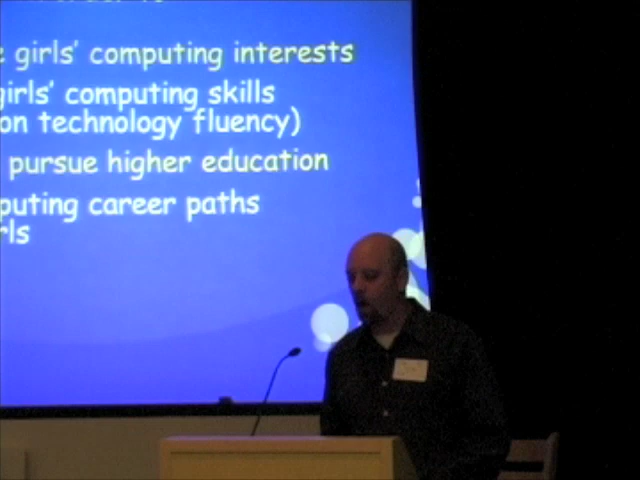 girls' computing interests
girls' computing skills
on technology fluency)
pursue higher education
puting career paths
rls